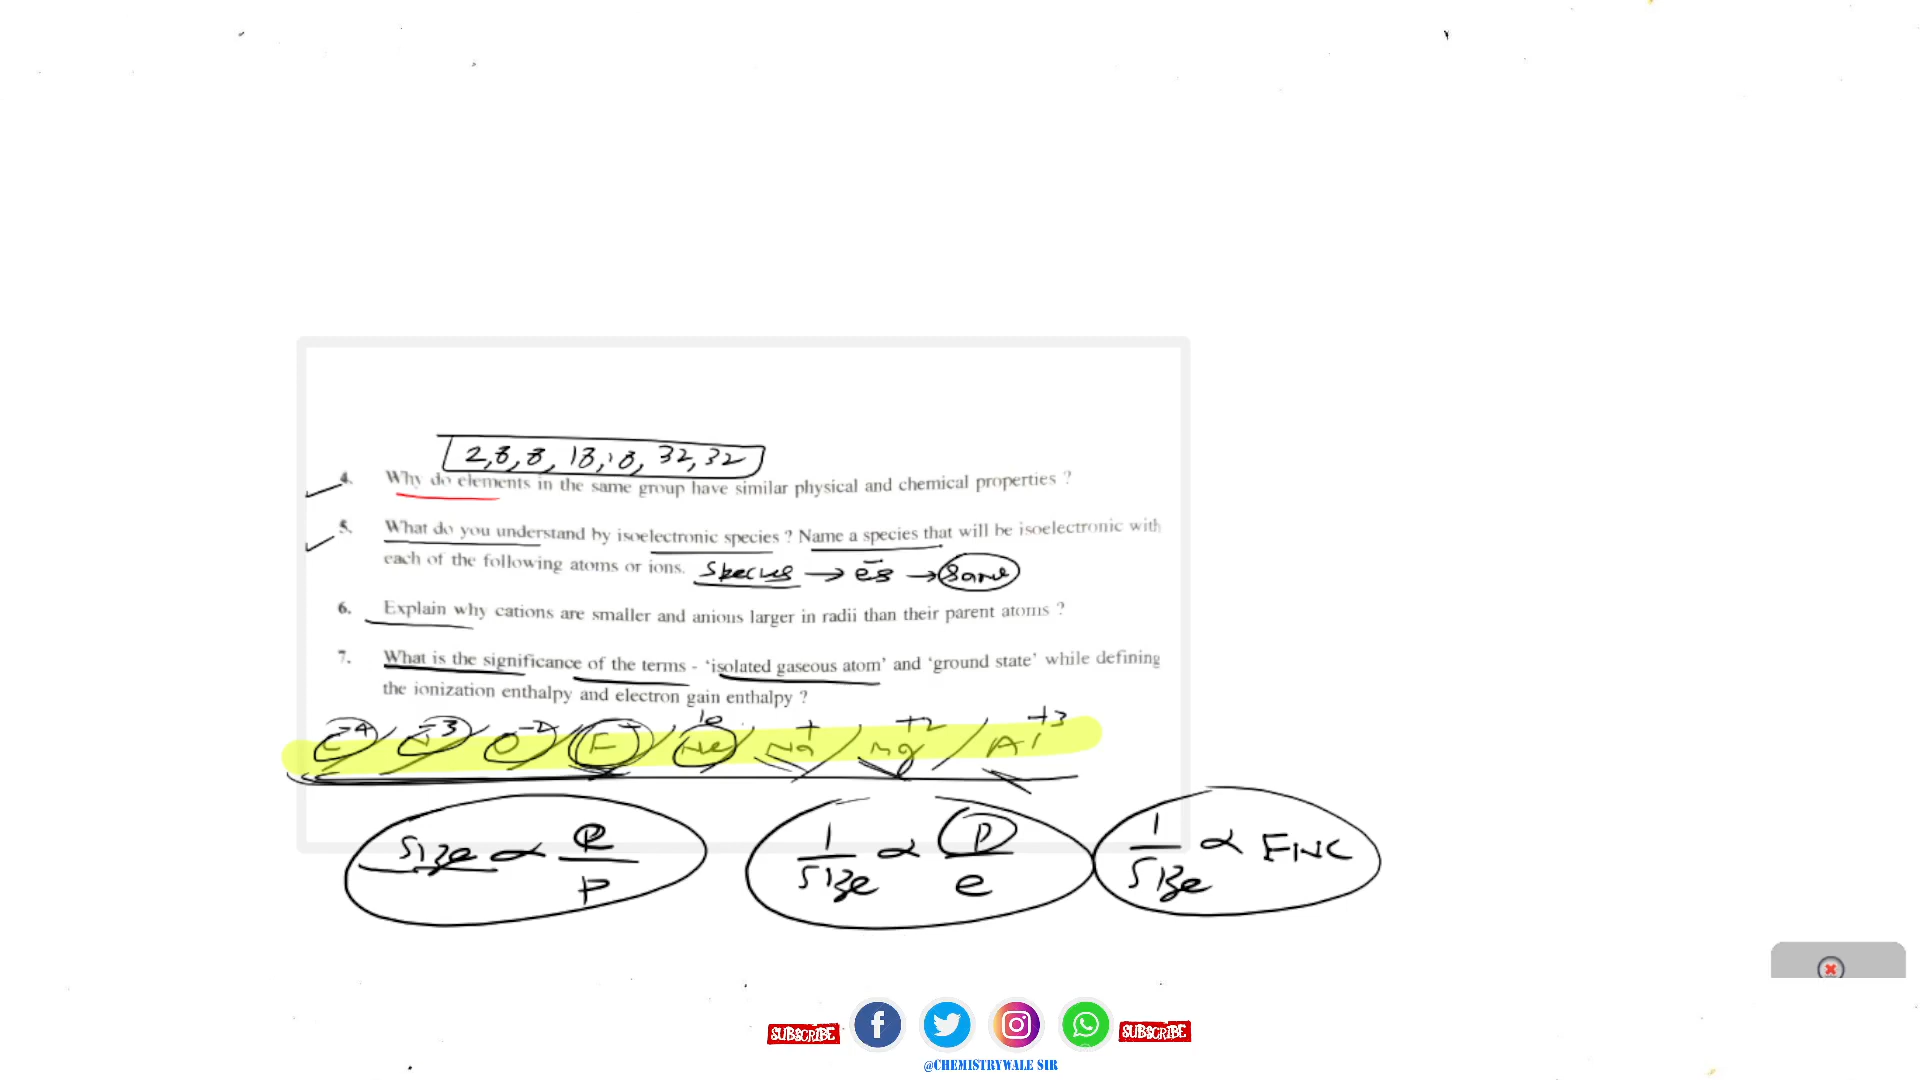 2,8,8, 18,18, 32,32
4. Why do elements in the same group have similar physical and chemical properties ?
5. What do you understand by isoelectronic species ? Name a species that will be isoelectronic with
each of the following atoms or ions. Species → es → Same
6. Explain why cations are smaller and anious larger in radii than their parent atoms ?
7. What is the significance of the terms - ‘isolated gaseous atom’ and ‘ground state’ while defining
the ionization enthalpy and electron gain enthalpy ?
10
C-4 / N-3 / O-2 / F- / Ne / Na+ / Mg+2 / Al+3
size ∝ e/p 1/size ∝ p/e 1/size ∝ ENC
SUBSCRIBE SUBSCRIBE
@CHEMISTRYWALE SIR